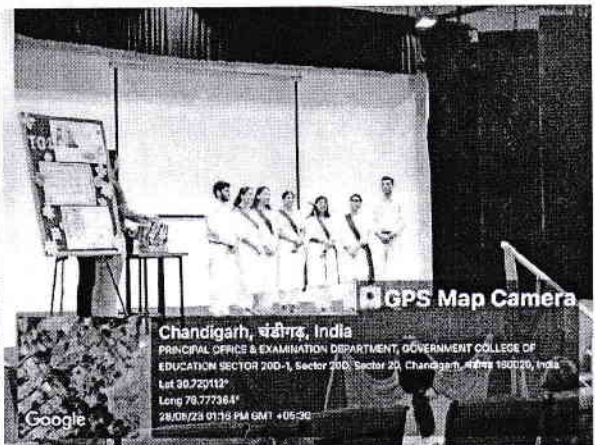 GPS Map Camera
Chandigarh, चंडीगढ़, India
PRINCIPAL OFFICE & EXAMINATION DEPARTMENT, GOVERNMENT COLLEGE OF
EDUCATION SECTOR 20D-1, Sector 20D, Sector 20, Chandigarh, चंडीगढ़ 160020, India
Lat 30.720112°
Long 76.777364°
28/08/23 01:16 PM GMT +05:30
Google